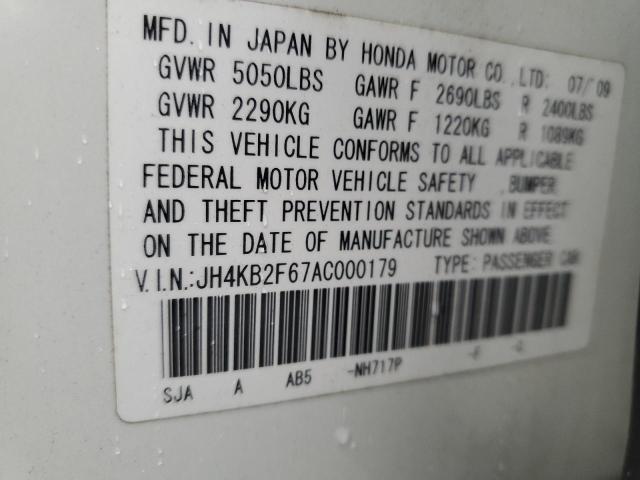 MFD. IN JAPAN BY HONDA MOTOR CO.,LTD: 07/'09
GVWR 5050LBS GAWR F 2690LBS R 2400LBS
GVWR 2290KG GAWR F 1220KG R 1089KG
THIS VEHICLE CONFORMS TO ALL APPLICABLE
FEDERAL MOTOR VEHICLE SAFETY ,BUMPER
AND THEFT PREVENTION STANDARDS IN EFFECT
ON THE DATE OF MANUFACTURE SHOWN ABOVE
V.I.N.:JH4KB2F67AC000179 TYPE: PASSENGER CAR
SJA A AB5 -NH717P